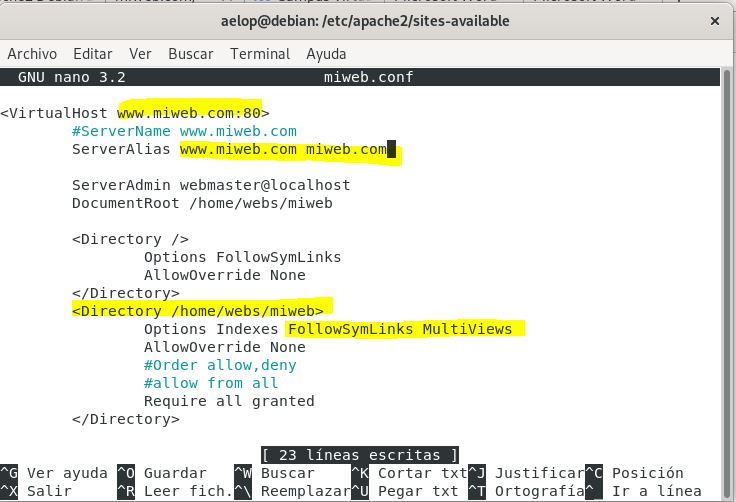 aelop@debian: /etc/apache2/sites-available ×
Archivo Editar Ver Buscar Terminal Ayuda
GNU nano 3.2 miweb.conf
<VirtualHost www.miweb.com:80>
#ServerName www.miweb.com
ServerAlias www.miweb.com miweb.com
ServerAdmin webmaster@localhost
DocumentRoot /home/webs/miweb
<Directory />
Options FollowSymLinks
AllowOverride None
</Directory>
<Directory /home/webs/miweb>
Options Indexes FollowSymLinks MultiViews
AllowOverride None
#Order allow,deny
#allow from all
Require all granted
</Directory>
[ 23 líneas escritas ]
^G Ver ayuda ^O Guardar ^W Buscar ^K Cortar txt ^J Justificar ^C Posición
^X Salir ^R Leer fich. ^\ Reemplazar ^U Pegar txt ^T Ortografía ^_ Ir a línea